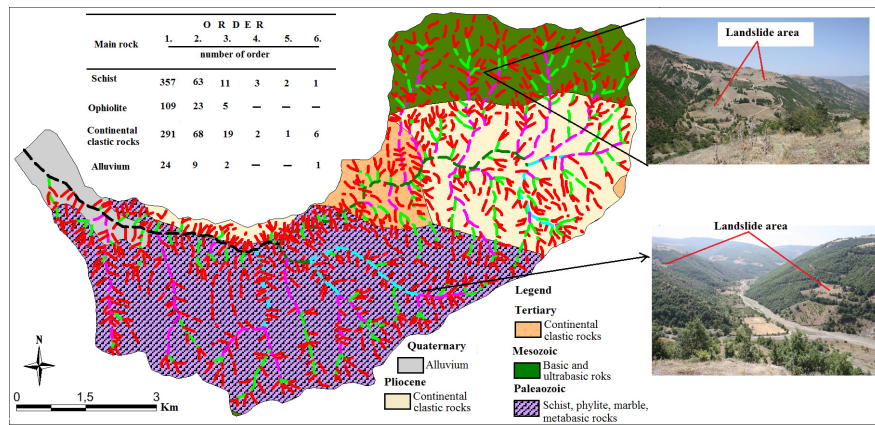 O R D E R
Main rock 1. 2. 3. 4. 5. 6.
number of order
Schist 357 63 11 3 2 1
Ophiolite 109 23 5 — — —
Continental
clastic rocks 291 68 19 2 1 6
Alluvium 24 9 2 — — 1
Landslide area
Landslide area
Legend
Tertiary
Continental
clastic rocks
Mesozoic
Basic and
ultrabasic roks
Paleaozoic
Schist, phylite, marble,
metabasic rocks
Quaternary
Alluvium
Pliocene
Continental
clastic rocks
N
0 1,5 3
Km